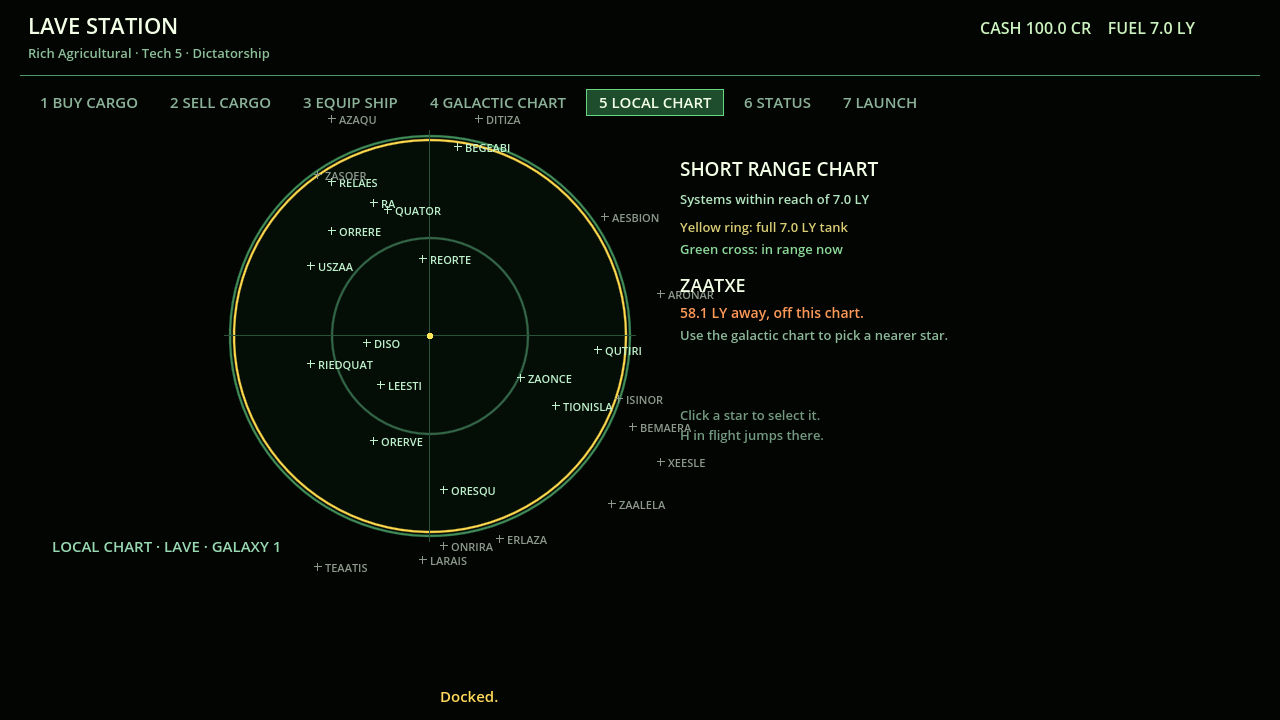 LAVE STATION
CASH 100.0 CR FUEL 7.0 LY
Rich Agricultural · Tech 5 · Dictatorship
1 BUY CARGO 2 SELL CARGO 3 EQUIP SHIP 4 GALACTIC CHART 5 LOCAL CHART 6 STATUS 7 LAUNCH
AZAQU
DITIZA
BEGEABI
ZASOER
RELAES
RA
QUATOR
AESBION
ORRERE
REORTE
USZAA
ARONAR
DISO
QUTIRI
RIEDQUAT
ZAONCE
LEESTI
ISINOR
TIONISLA
BEMAERA
ORERVE
XEESLE
ORESQU
ZAALELA
ERLAZA
ONRIRA
LARAIS
TEAATIS
LOCAL CHART · LAVE · GALAXY 1
SHORT RANGE CHART
Systems within reach of 7.0 LY
Yellow ring: full 7.0 LY tank
Green cross: in range now
ZAATXE
58.1 LY away, off this chart.
Use the galactic chart to pick a nearer star.
Click a star to select it.
H in flight jumps there.
Docked.